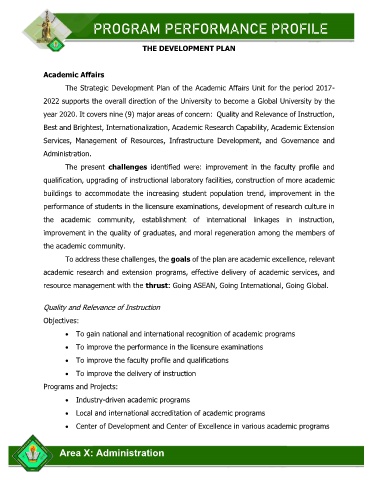 PROGRAM PERFORMANCE PROFILE
THE DEVELOPMENT PLAN
Academic Affairs
The Strategic Development Plan of the Academic Affairs Unit for the period 2017-
2022 supports the overall direction of the University to become a Global University by the
year 2020. It covers nine (9) major areas of concern: Quality and Relevance of Instruction,
Best and Brightest, Internationalization, Academic Research Capability, Academic Extension
Services, Management of Resources, Infrastructure Development, and Governance and
Administration.
The present challenges identified were: improvement in the faculty profile and
qualification, upgrading of instructional laboratory facilities, construction of more academic
buildings to accommodate the increasing student population trend, improvement in the
performance of students in the licensure examinations, development of research culture in
the academic community, establishment of international linkages in instruction,
improvement in the quality of graduates, and moral regeneration among the members of
the academic community.
To address these challenges, the goals of the plan are academic excellence, relevant
academic research and extension programs, effective delivery of academic services, and
resource management with the thrust: Going ASEAN, Going International, Going Global.
Quality and Relevance of Instruction
Objectives:
• To gain national and international recognition of academic programs
• To improve the performance in the licensure examinations
• To improve the faculty profile and qualifications
• To improve the delivery of instruction
Programs and Projects:
• Industry-driven academic programs
• Local and international accreditation of academic programs
• Center of Development and Center of Excellence in various academic programs
Area X: Administration